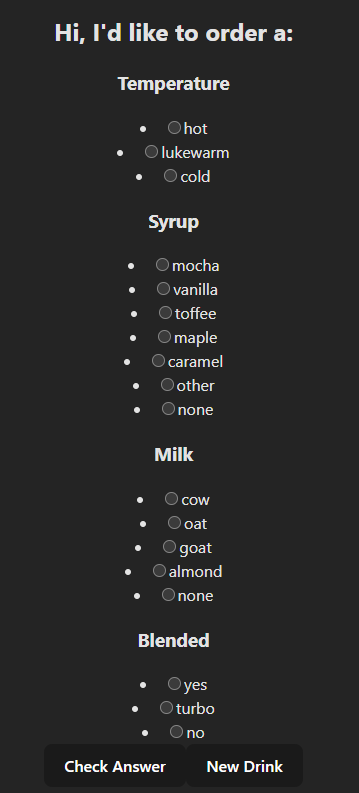 Hi, I'd like to order a:
Temperature
hot
lukewarm
cold
Syrup
mocha
vanilla
toffee
maple
caramel
other
none
Milk
cow
oat
goat
almond
none
Blended
yes
turbo
no
Check Answer New Drink